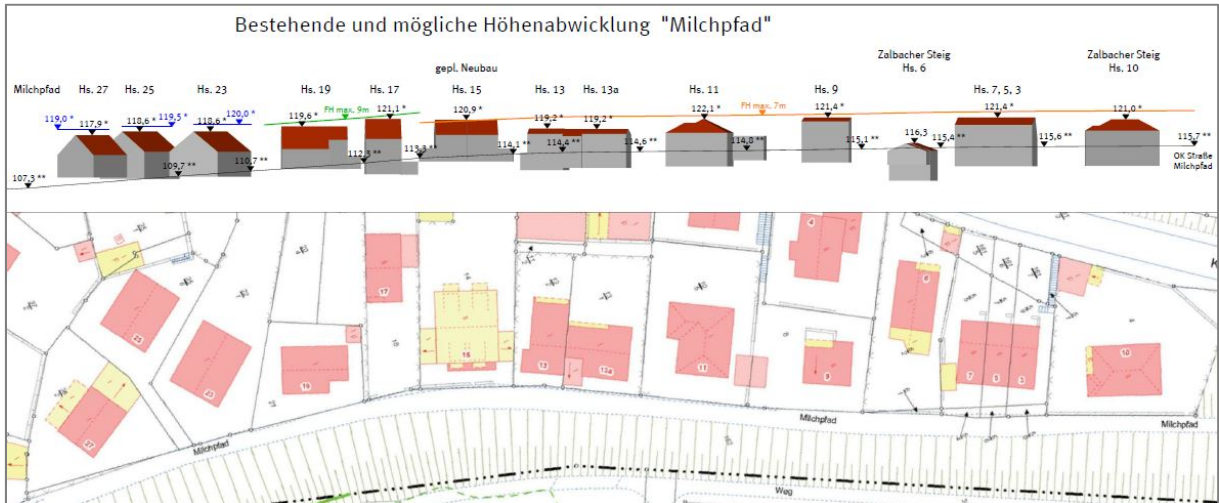 Bestehende und mögliche Höhenabwicklung "Milchpfad"
Zalbacher Steig Zalbacher Steig
gepl. Neubau Hs. 6 Hs. 10
Milchpfad Hs. 27 Hs. 25 Hs. 23 Hs. 19 Hs. 17 Hs. 15 Hs. 13 Hs. 13a Hs. 11 Hs. 9 Hs. 7, 5, 3
FH max. 9m FH max. 7m
119,0 * 117,9 * 118,6 * 119,5 * 118,6 * 120,0 * 119,6 * 121,1 * 120,9 * 119,2 * 119,2 * 122,1 * 121,4 * 121,4 * 121,0 *
107,3 ** 109,7 ** 110,7 ** 112,5 ** 113,3 ** 114,1 ** 114,4 ** 114,6 ** 114,8 ** 115,1 ** 116,3 115,4 ** 115,6 ** 115,7 **
OK Straße
Milchpfad
4
K
17
6
25
15
23
19
13
13a
11
9
7 5 3
10
27
Milchpfad
Milchpfad
Milchpfad
Weg